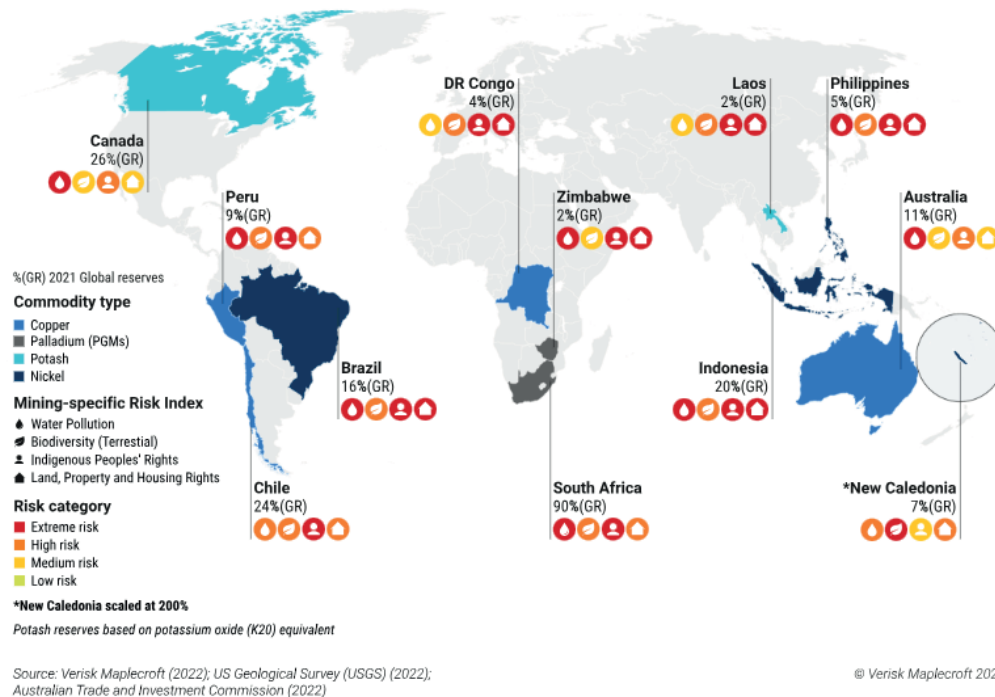 DR Congo
4%(GR)
Laos
2%(GR)
Philippines
5%(GR)
Canada
26%(GR)
Peru
9%(GR)
Zimbabwe
2%(GR)
Australia
11%(GR)
%(GR) 2021 Global reserves
Commodity type
Copper
Palladium (PGMs)
Potash
Nickel
Brazil
16%(GR)
Indonesia
20%(GR)
Mining-specific Risk Index
Water Pollution
Biodiversity (Terrestial)
Indigenous Peoples' Rights
Land, Property and Housing Rights
Chile
24%(GR)
South Africa
90%(GR)
*New Caledonia
7%(GR)
Risk category
Extreme risk
High risk
Medium risk
Low risk
*New Caledonia scaled at 200%
Potash reserves based on potassium oxide (K20) equivalent
Source: Verisk Maplecroft (2022); US Geological Survey (USGS) (2022);
Australian Trade and Investment Commission (2022)
© Verisk Maplecroft